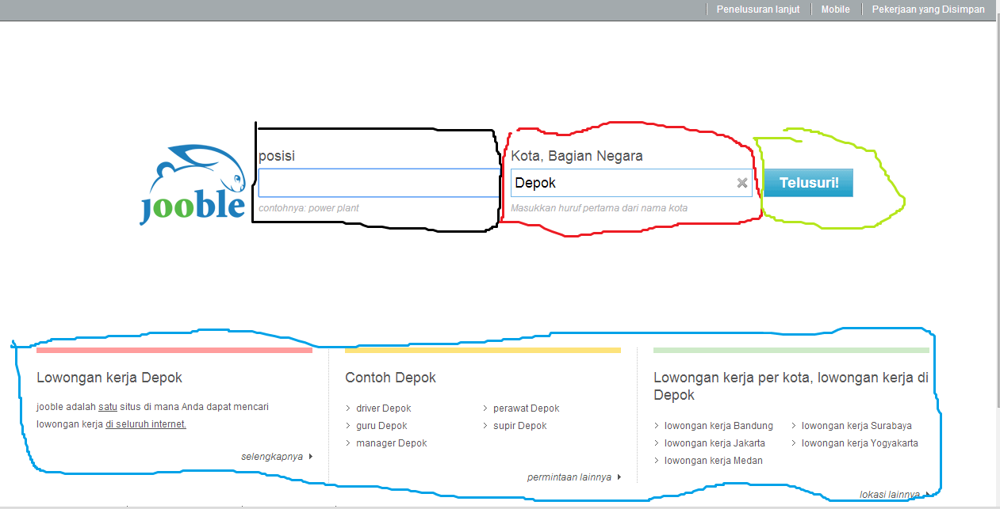 Penelusuran lanjut
Mobile
Pekerjaan yang Disimpan
jooble
posisi
contohnya: power plant
Kota, Bagian Negara
Depok
Masukkan huruf pertama dari nama kota
Telusuri!
Lowongan kerja Depok
jooble adalah satu situs di mana Anda dapat mencari
lowongan kerja di seluruh internet.
selengkapnya
Contoh Depok
driver Depok
guru Depok
manager Depok
perawat Depok
supir Depok
permintaan lainnya
Lowongan kerja per kota, lowongan kerja di
Depok
lowongan kerja Bandung
lowongan kerja Jakarta
lowongan kerja Medan
lowongan kerja Surabaya
lowongan kerja Yogyakarta
lokasi lainnya